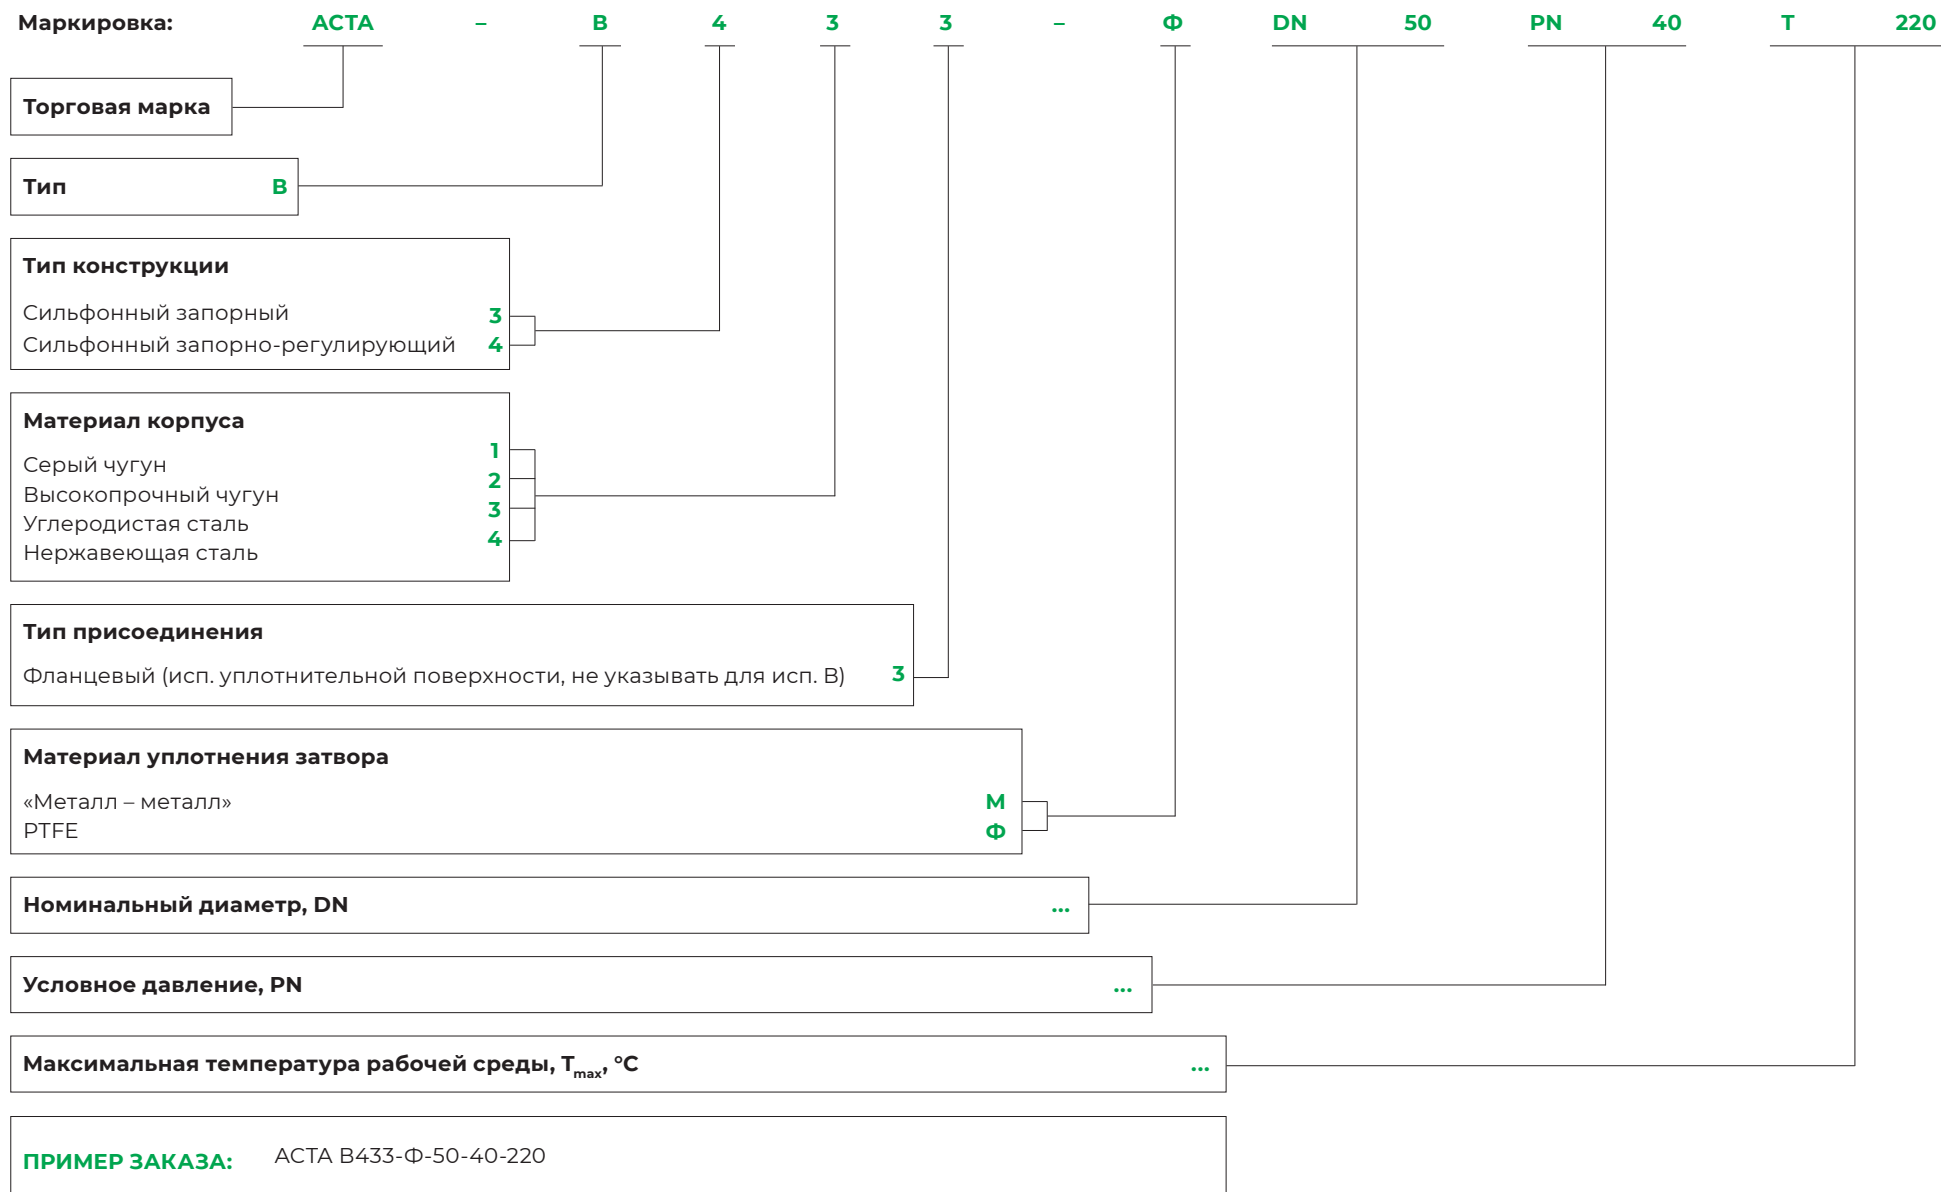 Маркировка: АСТА – В 4 3 3 – Ф DN 50 PN 40 Т 220
Торговая марка
Тип В
Тип конструкции
Сильфонный запорный 3
Сильфонный запорно-регулирующий 4
Материал корпуса
Серый чугун 1
Высокопрочный чугун 2
Углеродистая сталь 3
Нержавеющая сталь 4
Тип присоединения
Фланцевый (исп. уплотнительной поверхности, не указывать для исп. В) 3
Материал уплотнения затвора
«Металл – металл» М
PTFE Ф
Номинальный диаметр, DN ...
Условное давление, PN ...
Максимальная температура рабочей среды, Tmax, °С ...
ПРИМЕР ЗАКАЗА: АСТА В433-Ф-50-40-220